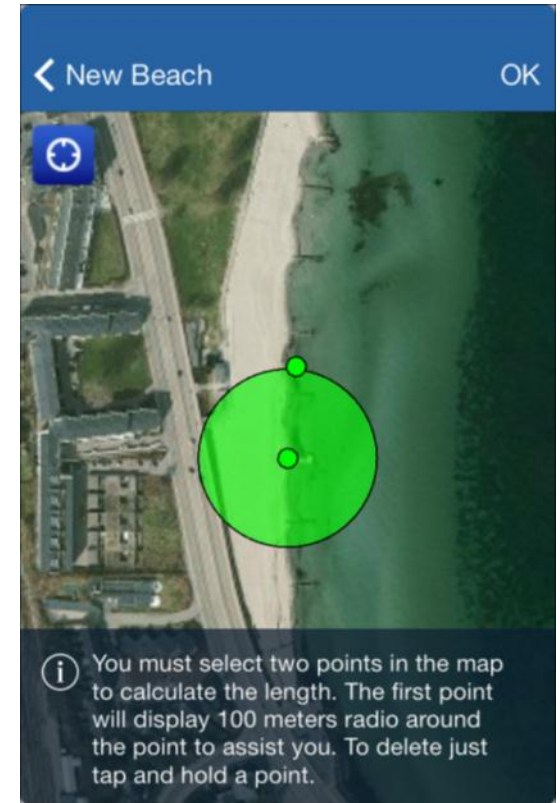 New Beach
OK
You must select two points in the map
to calculate the length. The first point
will display 100 meters radio around
the point to assist you. To delete just
tap and hold a point.